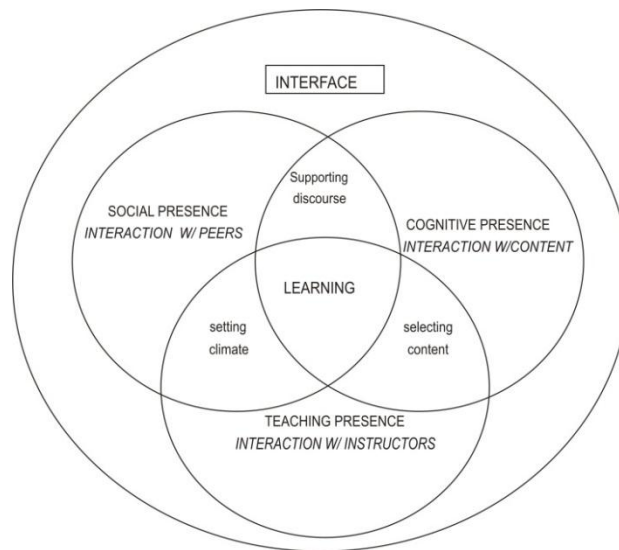 INTERFACE
Supporting
discourse
SOCIAL PRESENCE
INTERACTION W/ PEERS
COGNITIVE PRESENCE
INTERACTION W/CONTENT
LEARNING
setting
climate
selecting
content
TEACHING PRESENCE
INTERACTION W/ INSTRUCTORS